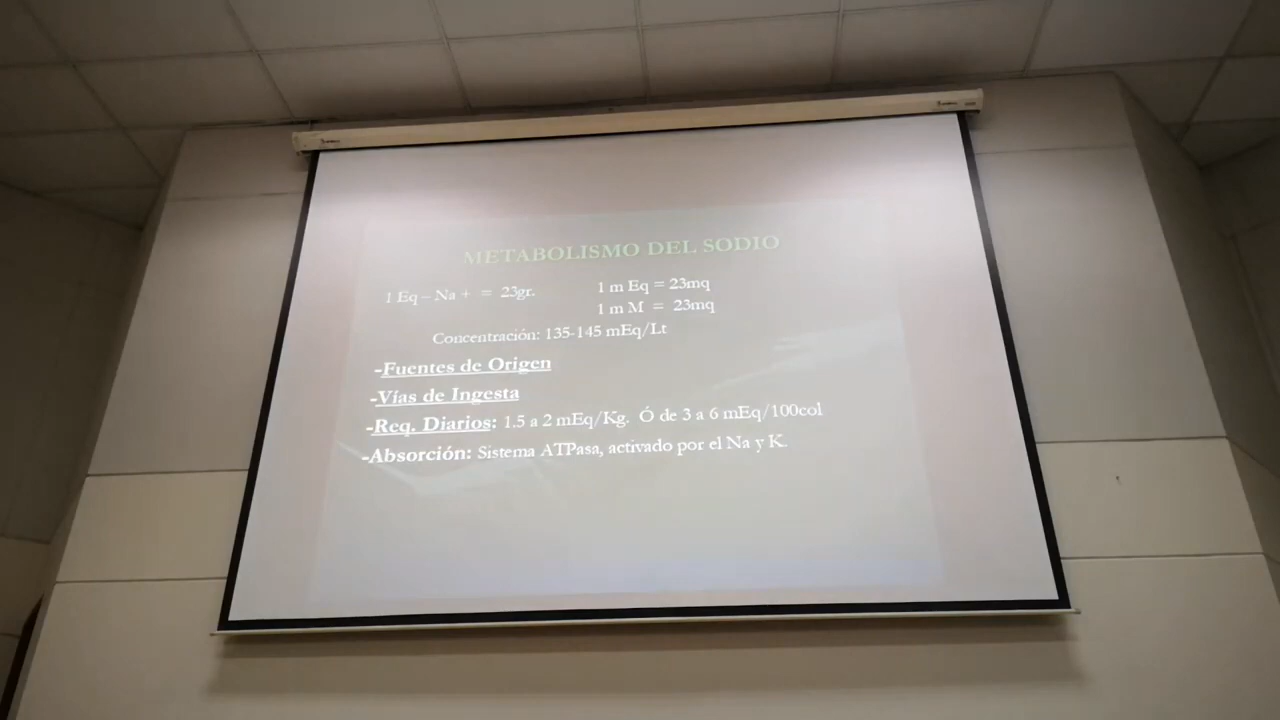 METABOLISMO DEL SODIO
1 Eq – Na + = 23gr.
1 m Eq = 23mq
1 m M = 23mq
Concentración: 135-145 mEq/Lt
-Fuentes de Origen
-Vías de Ingesta
-Req. Diarios: 1.5 a 2 mEq/Kg. Ó de 3 a 6 mEq/100col
-Absorción: Sistema ATPasa, activado por el Na y K.